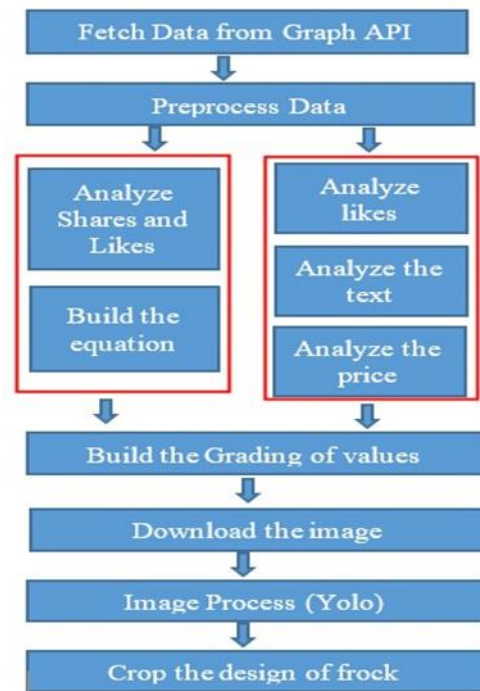 Fetch Data from Graph API
Preprocess Data
Analyze
Shares and
Likes
Build the
equation
Analyze
likes
Analyze the
text
Analyze the
price
Build the Grading of values
Download the image
Image Process (Yolo)
Crop the design of frock